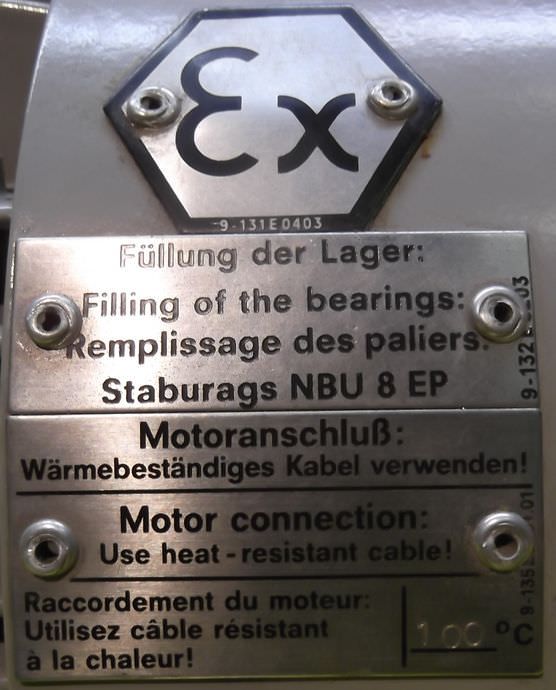 Ex
9-131E0403
Füllung der Lager:
Filling of the bearings:
Remplissage des paliers:
Staburags NBU 8 EP
Motoranschluß:
Wärmebeständiges Kabel verwenden!
Motor connection:
Use heat-resistant cable!
Raccordement du moteur:
Utilisez câble résistant
à la chaleur!
100 °C